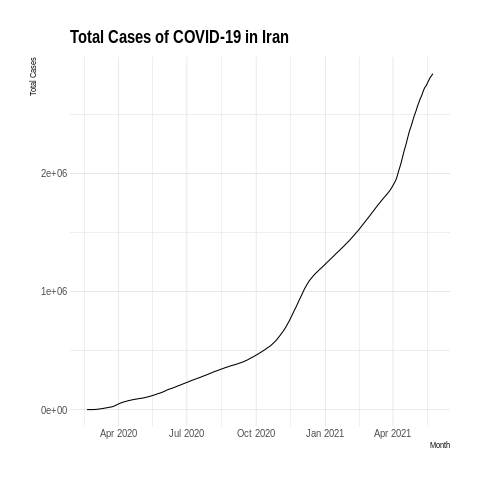 Total Cases of COVID-19 in Iran
Total Cases
2e+06
1e+06
0e+00
Apr 2020 Jul 2020 Oct 2020 Jan 2021 Apr 2021
Month